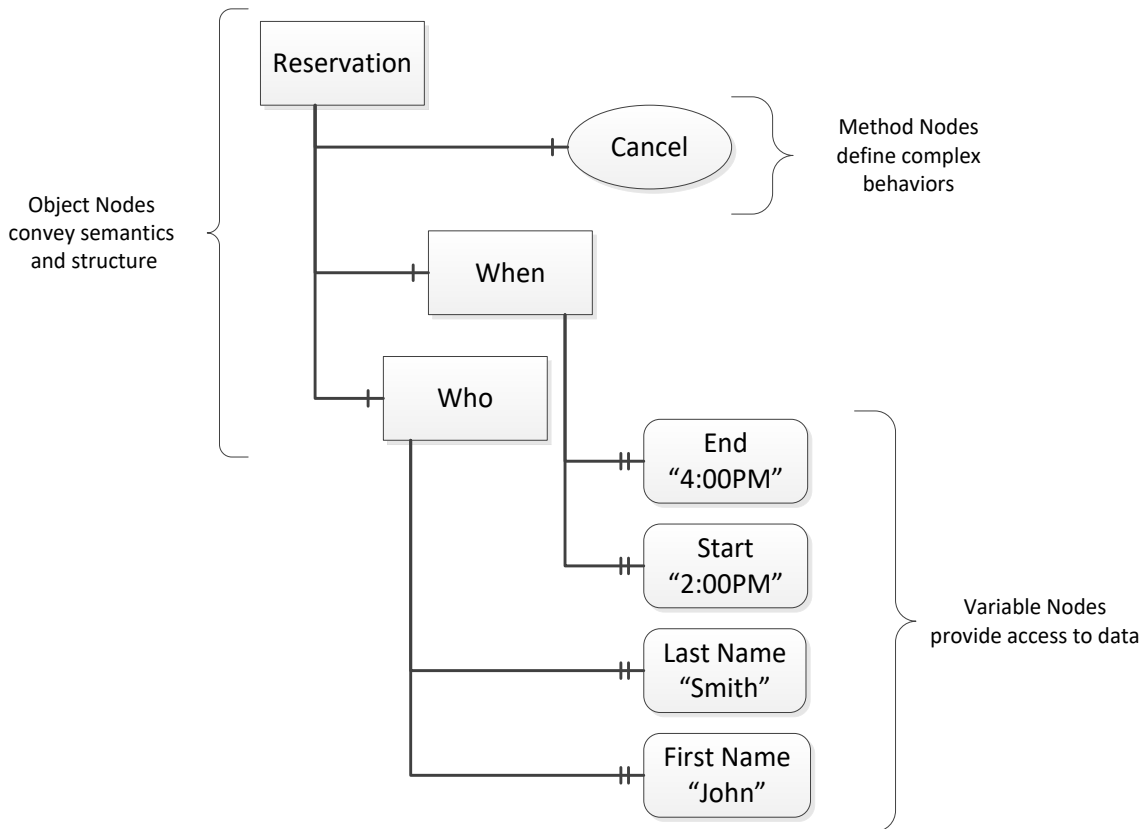 Reservation
Cancel
Method Nodes
define complex
behaviors
Object Nodes
convey semantics
and structure
When
Who
End
“4:00PM”
Start
“2:00PM”
Variable Nodes
provide access to data
Last Name
“Smith”
First Name
“John”